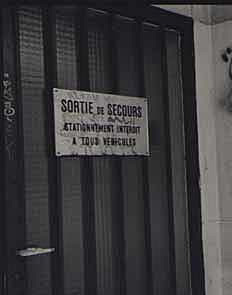 SORTIE DE SECOURS
STATIONNEMENT INTERDIT
A TOUS VEHICULES